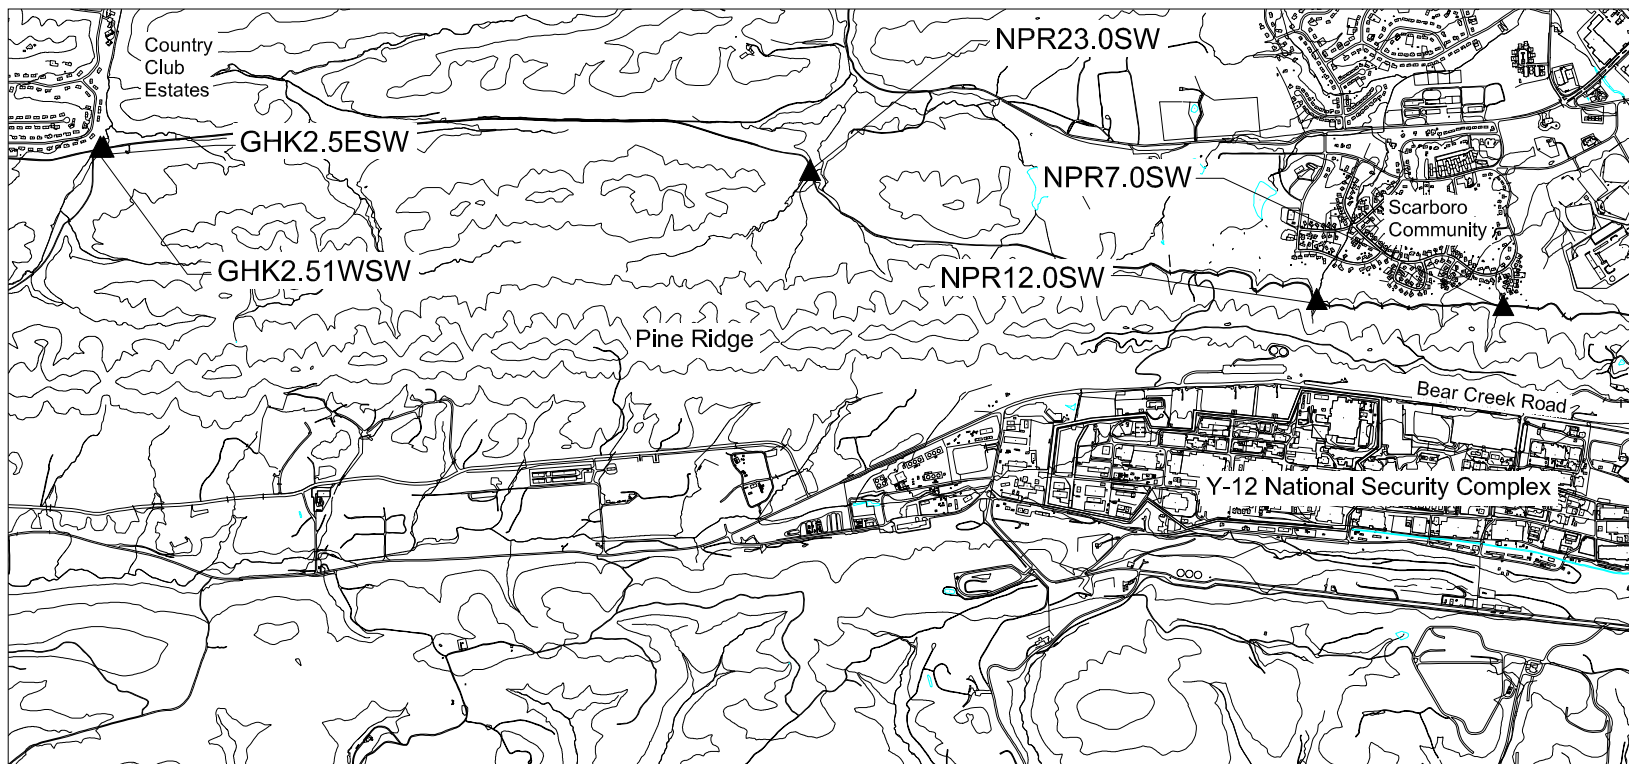 Country
Club
Estates
NPR23.0SW
GHK2.5ESW
NPR7.0SW
Scarboro
Community
GHK2.51WSW
NPR12.0SW
Pine Ridge
Bear Creek Road
Y-12 National Security Complex